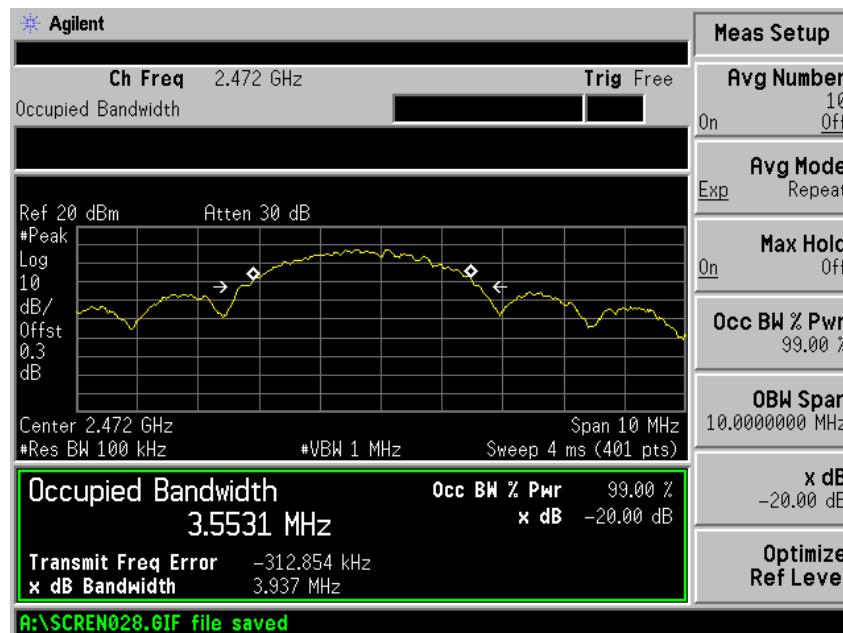 Agilent
Meas Setup
Ch Freq 2.472 GHz Trig Free
Occupied Bandwidth
Avg Number
10
On Off
Avg Mode
Exp Repeat
Max Hold
On Off
Occ BW % Pwr
99.00 %
OBW Span
10.0000000 MHz
x dB
-20.00 dB
Optimize
Ref Level
Ref 20 dBm Atten 30 dB
#Peak
Log
10
dB/
Offst
0.3
dB
Center 2.472 GHz Span 10 MHz
#Res BW 100 kHz #VBW 1 MHz Sweep 4 ms (401 pts)
Occupied Bandwidth
3.5531 MHz
Occ BW % Pwr 99.00 %
x dB -20.00 dB
Transmit Freq Error -312.854 kHz
x dB Bandwidth 3.937 MHz
A:\SCREN028.GIF file saved